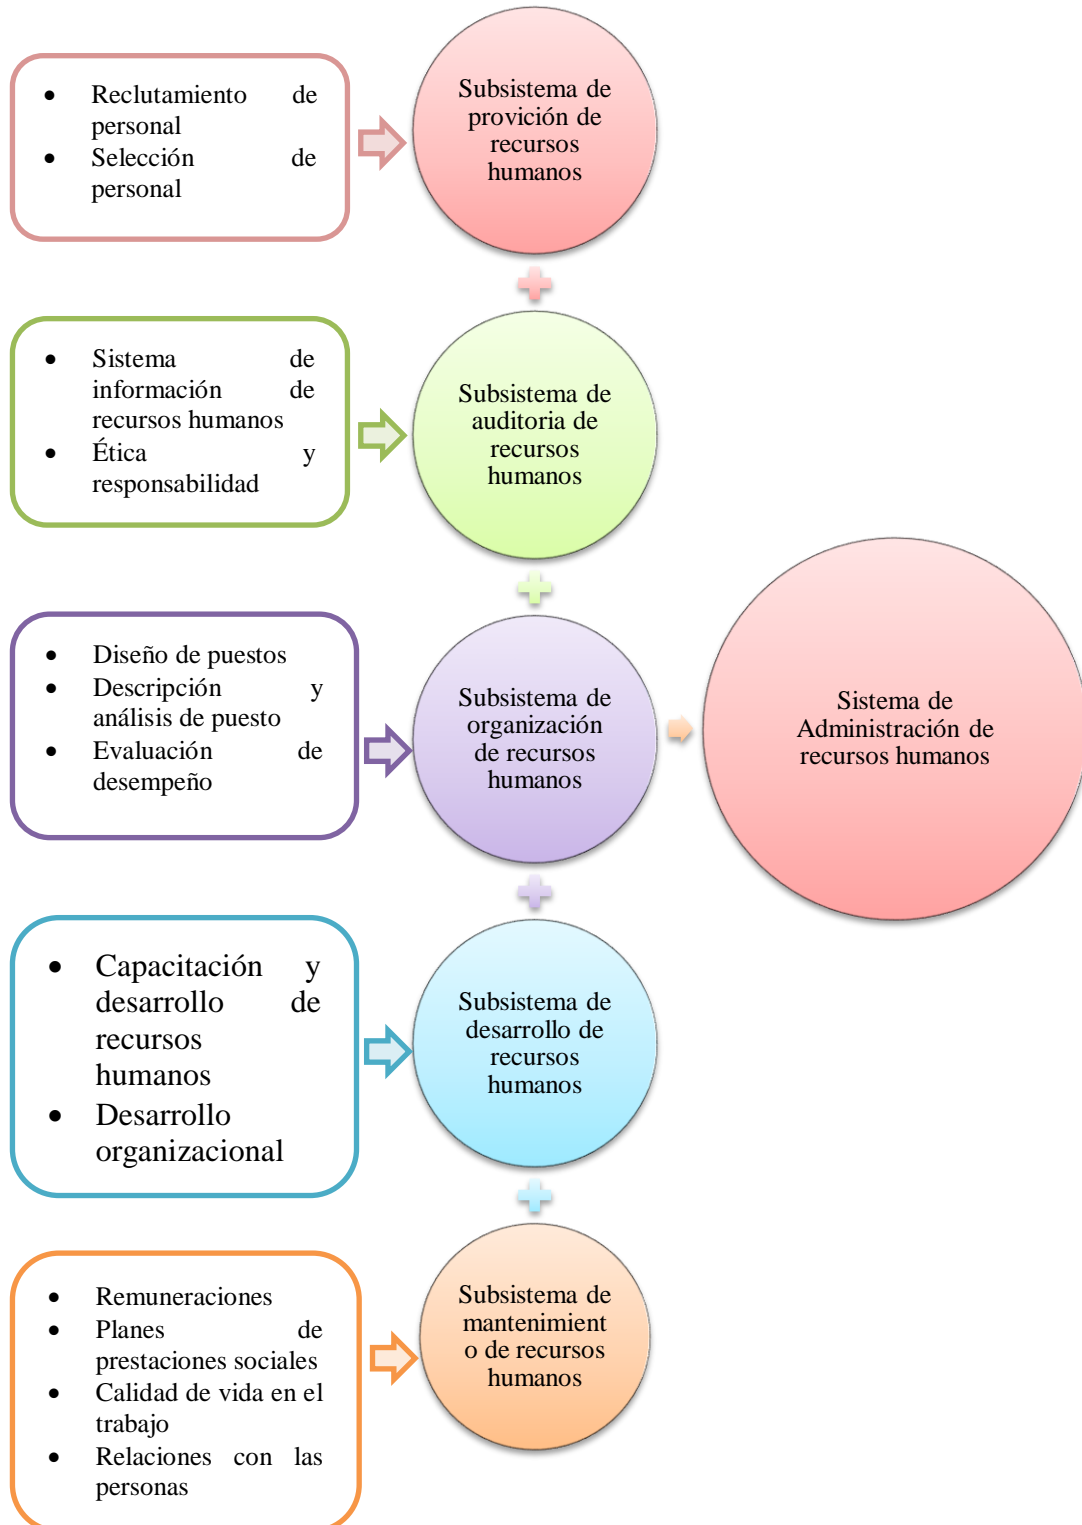 • Reclutamiento de
personal
• Selección de
personal
Subsistema de
provición de
recursos
humanos
• Sistema de
información de
recursos humanos
• Ética y
responsabilidad
Subsistema de
auditoria de
recursos
humanos
• Diseño de puestos
• Descripción y
análisis de puesto
• Evaluación de
desempeño
Subsistema de
organización
de recursos
humanos
Sistema de
Administración de
recursos humanos
• Capacitación y
desarrollo de
recursos
humanos
• Desarrollo
organizacional
Subsistema de
desarrollo de
recursos
humanos
• Remuneraciones
• Planes de
prestaciones sociales
• Calidad de vida en el
trabajo
• Relaciones con las
personas
Subsistema de
mantenimient
o de recursos
humanos